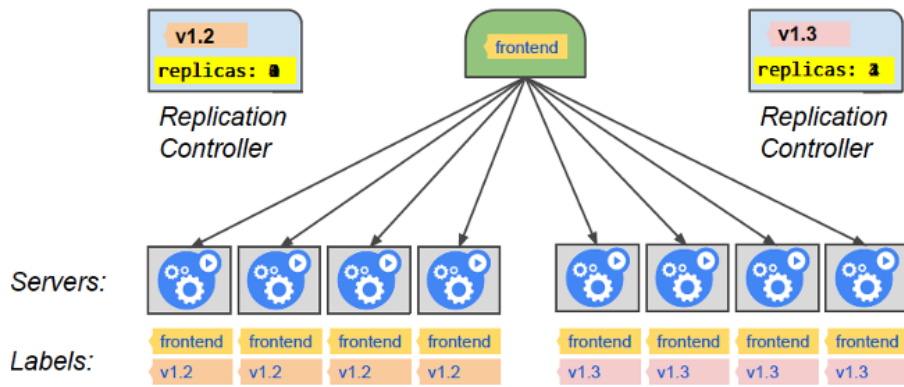 v1.2
replicas:
Replication
Controller
frontend
v1.3
replicas:
Replication
Controller
Servers:
Labels:
frontend frontend frontend frontend frontend frontend frontend frontend
v1.2 v1.2 v1.2 v1.2 v1.3 v1.3 v1.3 v1.3